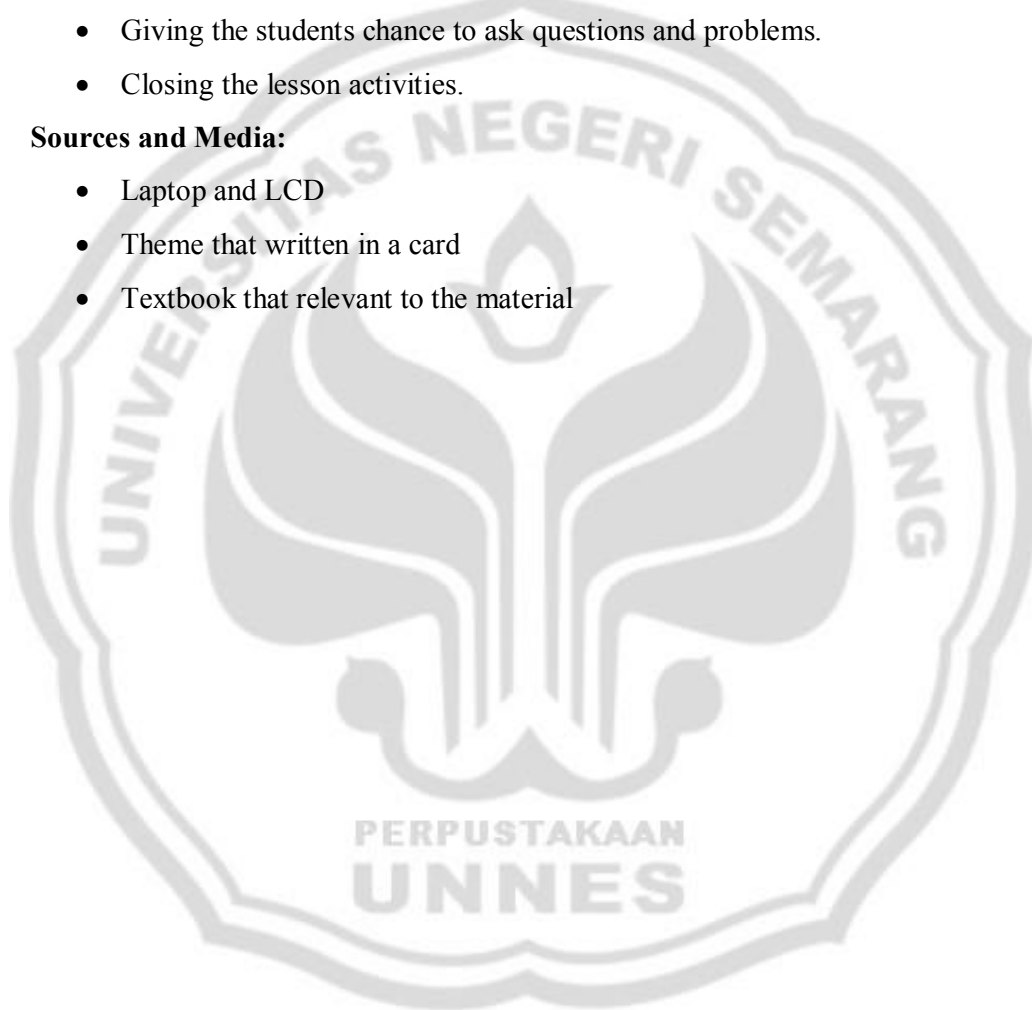 • Giving the students chance to ask questions and problems.
• Closing the lesson activities.
Sources and Media:
• Laptop and LCD
• Theme that written in a card
• Textbook that relevant to the material
UNIVERSITAS NEGERI SEMARANG
PERPUSTAKAAN
UNNES